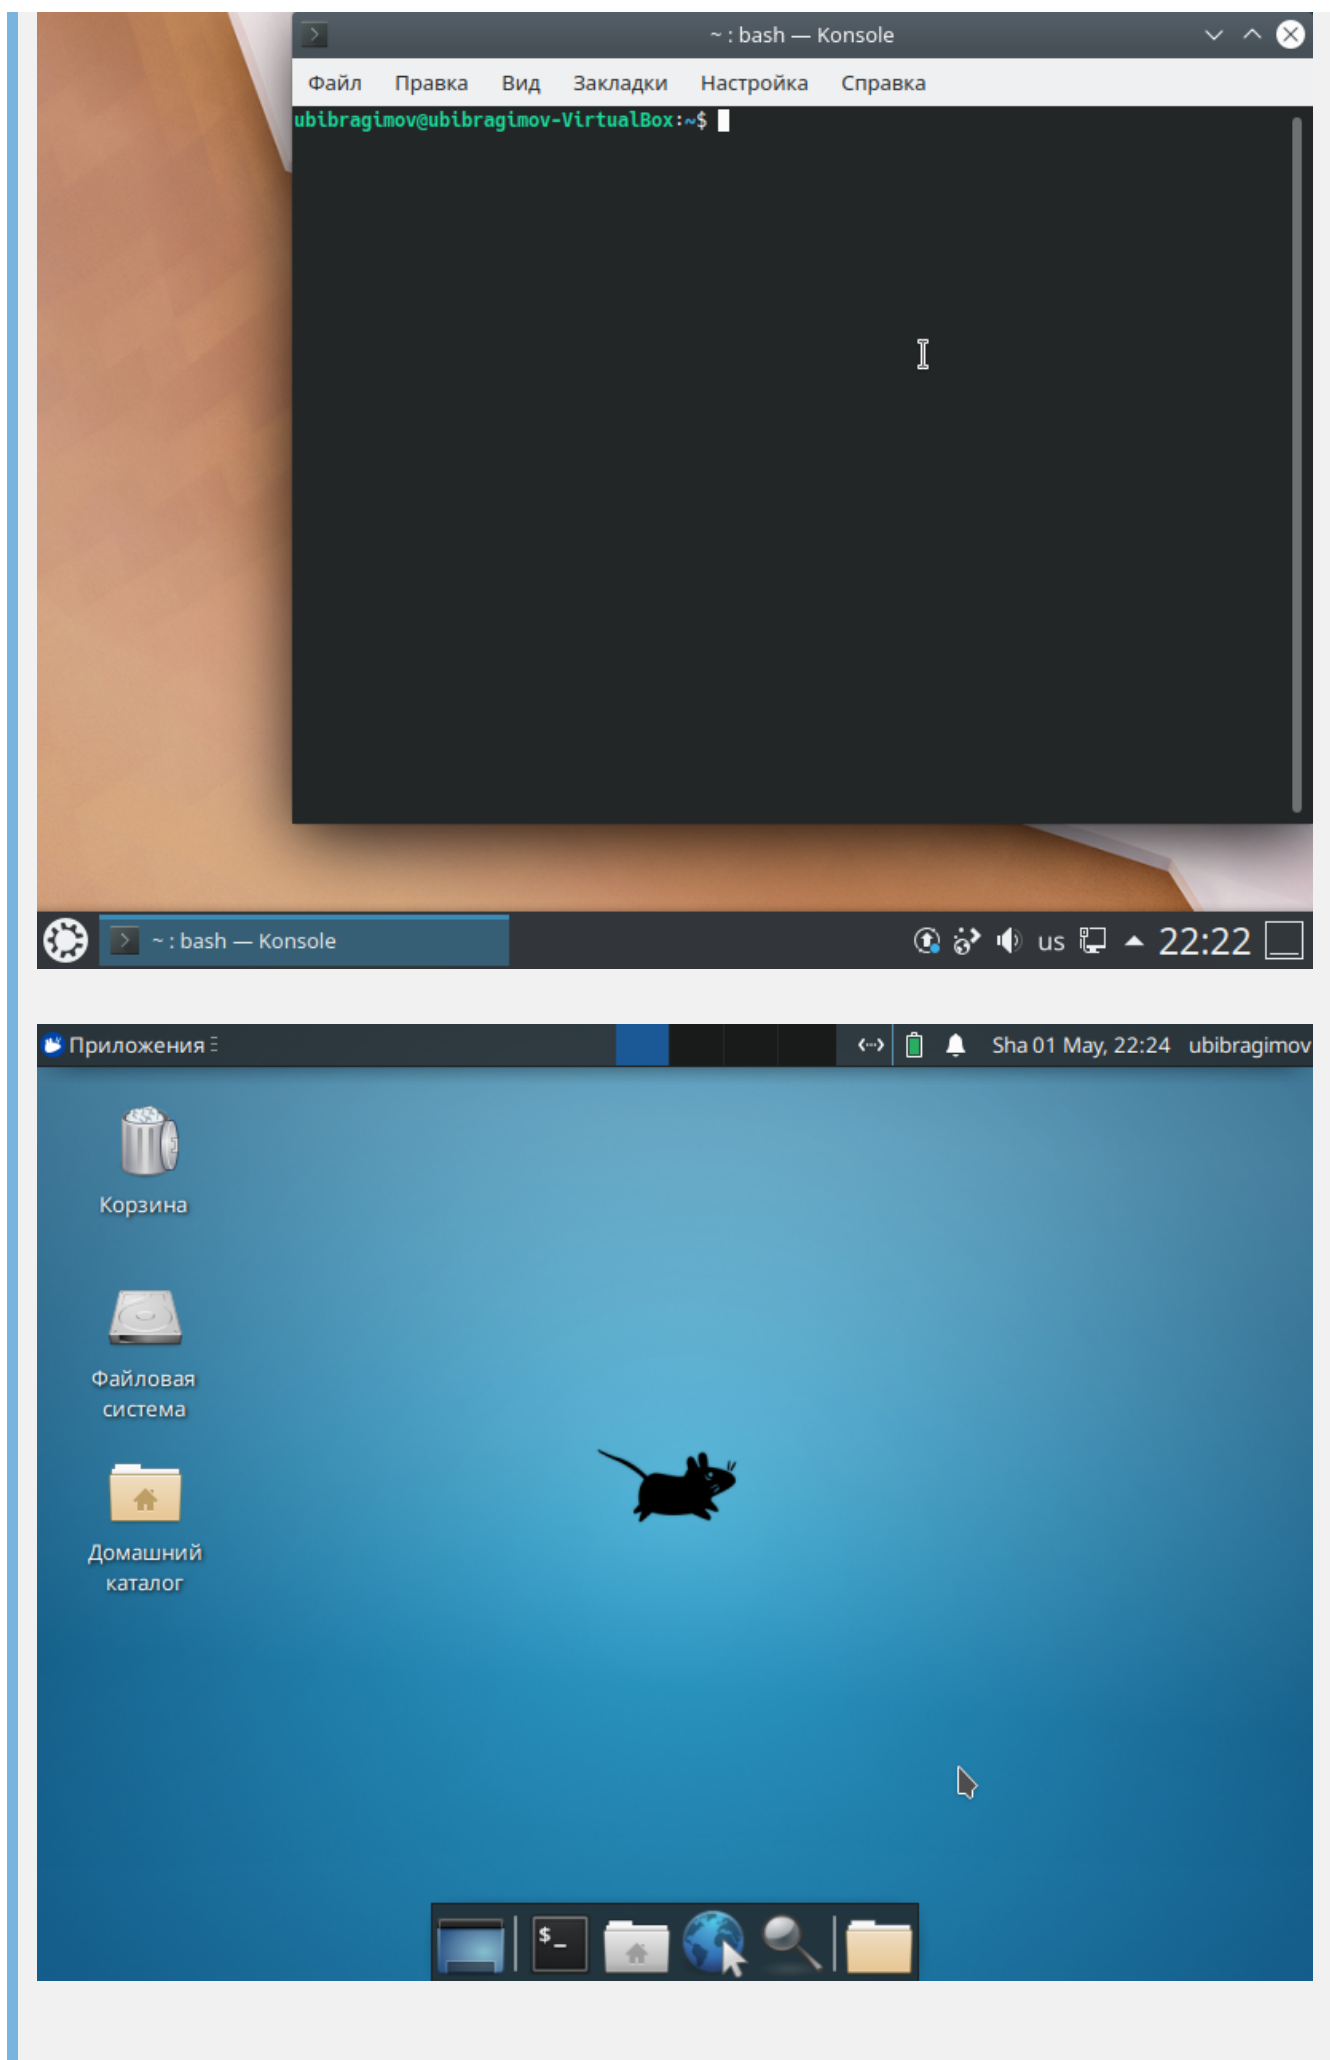 ~ : bash — Konsole
Файл Правка Вид Закладки Настройка Справка
ubibragimov@ubibragimov-VirtualBox:~$
~ : bash — Konsole us 22:22
Приложения Sha 01 May, 22:24 ubibragimov
Корзина
Файловая
система
Домашний
каталог
$_